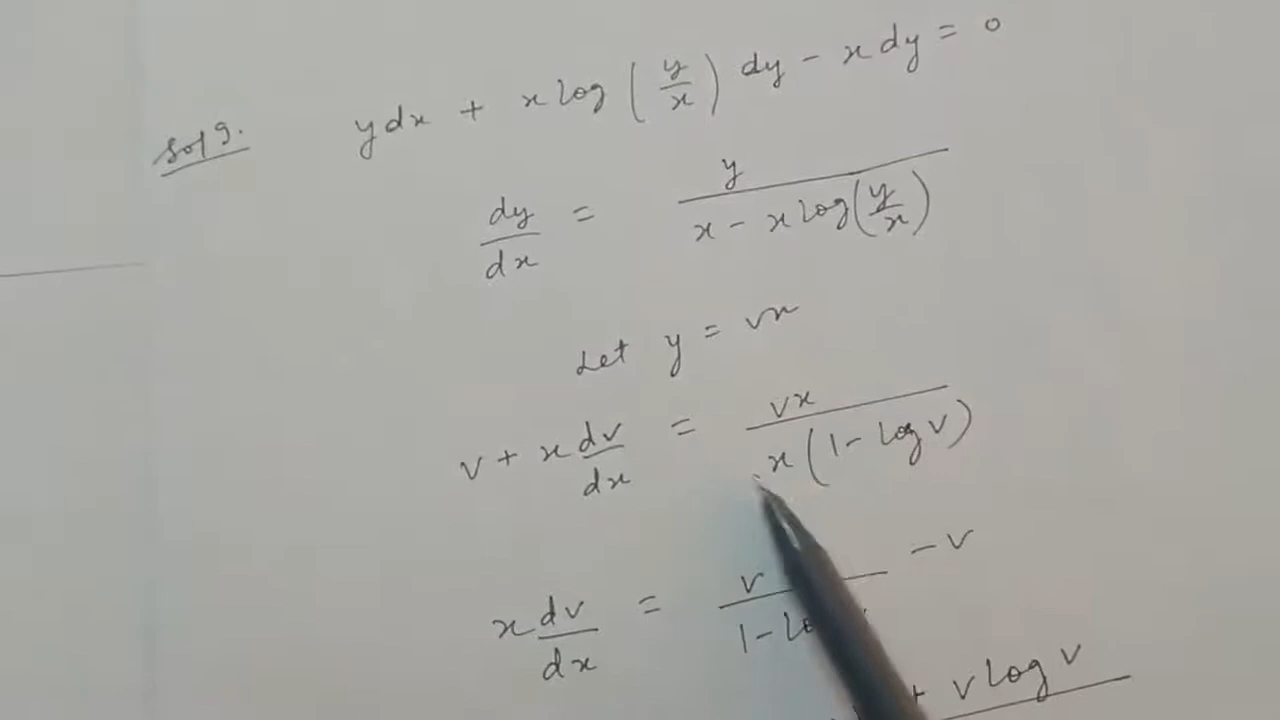 Sol 9. y dx + x log (y/x) dy - x dy = 0
dy/dx = y / (x - x log(y/x))
Let y = vx
v + x dv/dx = vx / (x(1 - log v))
x dv/dx = v / (1 - - v
+ v log v